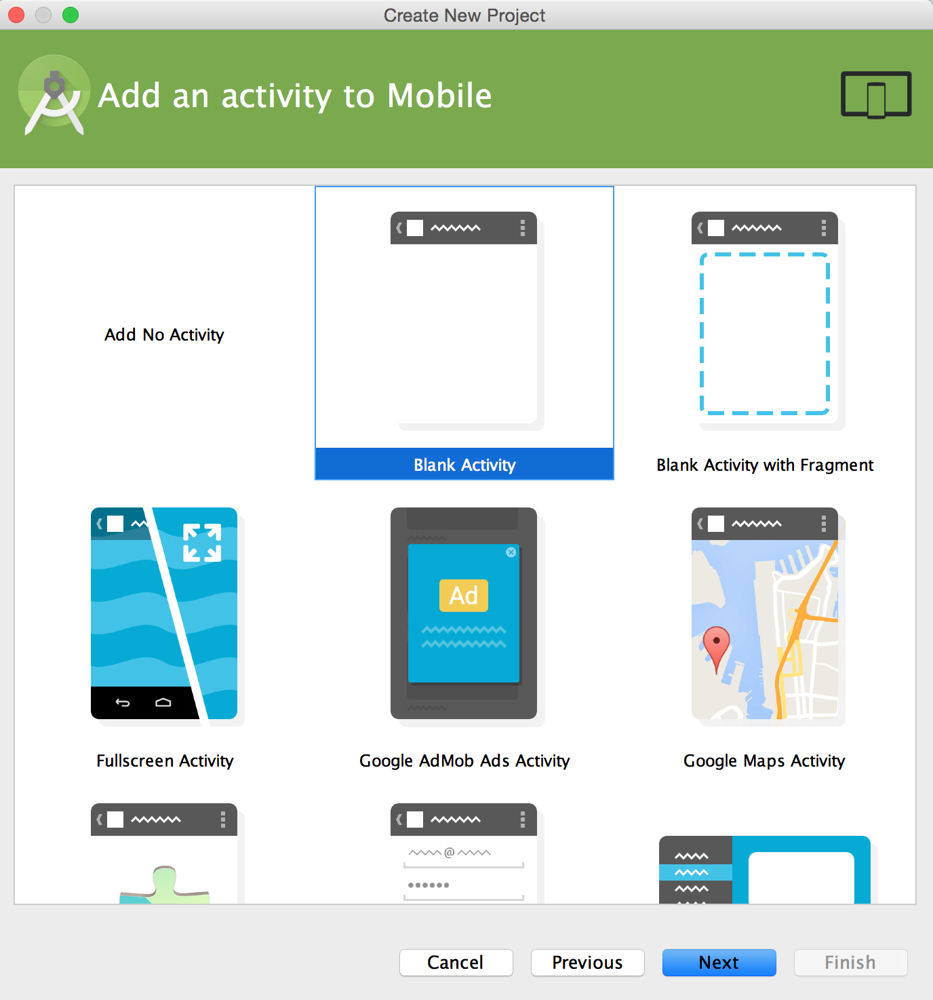 Create New Project
Add an activity to Mobile
Add No Activity
Blank Activity
Blank Activity with Fragment
Ad
Fullscreen Activity
Google AdMob Ads Activity
Google Maps Activity
@
Cancel
Previous
Next
Finish